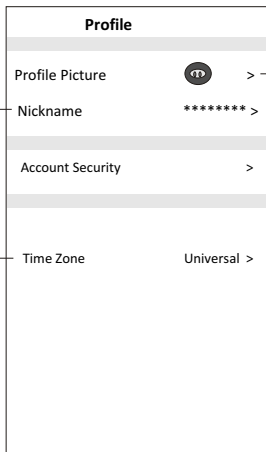 Profile
Profile Picture >
Nickname ******** >
Account Security >
Time Zone Universal >